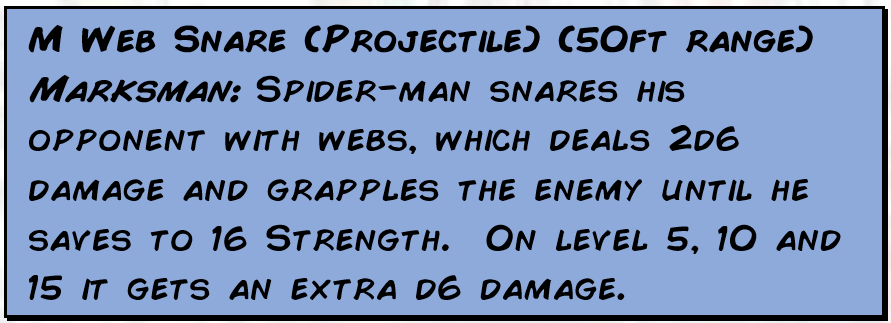 M Web Snare (Projectile) (50ft range)
Marksman: Spider-man snares his
opponent with webs, which deals 2d6
damage and grapples the enemy until he
saves to 16 Strength.  On level 5, 10 and
15 it gets an extra d6 damage.